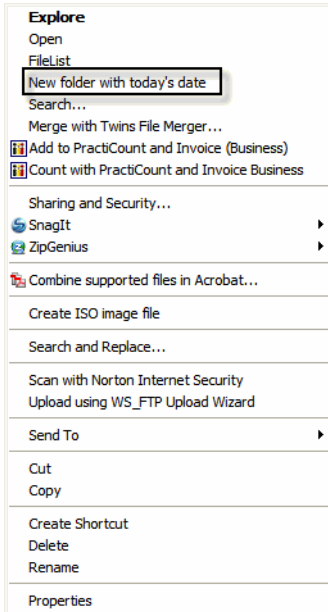 Explore
Open
FileList
New folder with today's date
Search...
Merge with Twins File Merger...
Add to PractiCount and Invoice (Business)
Count with PractiCount and Invoice Business
Sharing and Security...
SnagIt
ZipGenius
Combine supported files in Acrobat...
Create ISO image file
Search and Replace...
Scan with Norton Internet Security
Upload using WS_FTP Upload Wizard
Send To
Cut
Copy
Create Shortcut
Delete
Rename
Properties